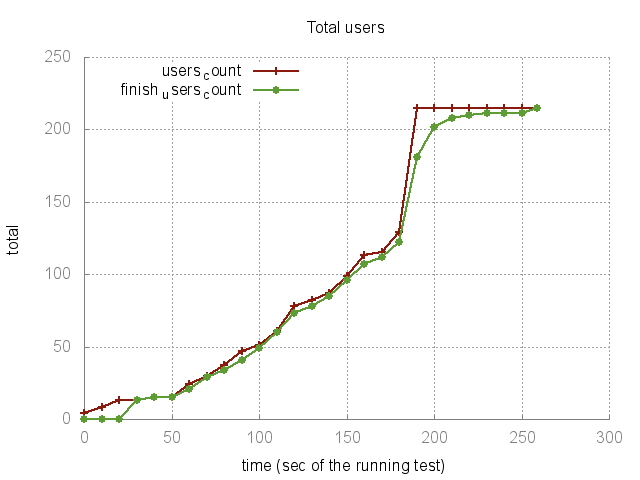 Total users
users_count
finish_users_count
250
200
150
100
50
0
0 50 100 150 200 250 300
total
time (sec of the running test)